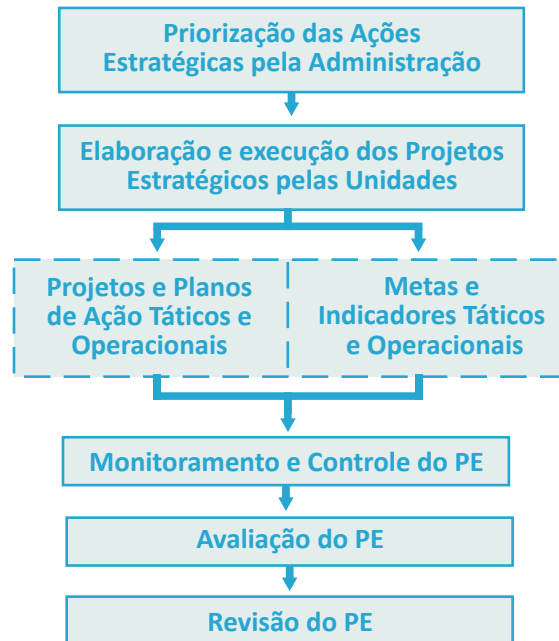 Priorização das Ações
Estratégicas pela Administração
Elaboração e execução dos Projetos
Estratégicos pelas Unidades
Projetos e Planos
de Ação Táticos e
Operacionais
Metas e
Indicadores Táticos
e Operacionais
Monitoramento e Controle do PE
Avaliação do PE
Revisão do PE